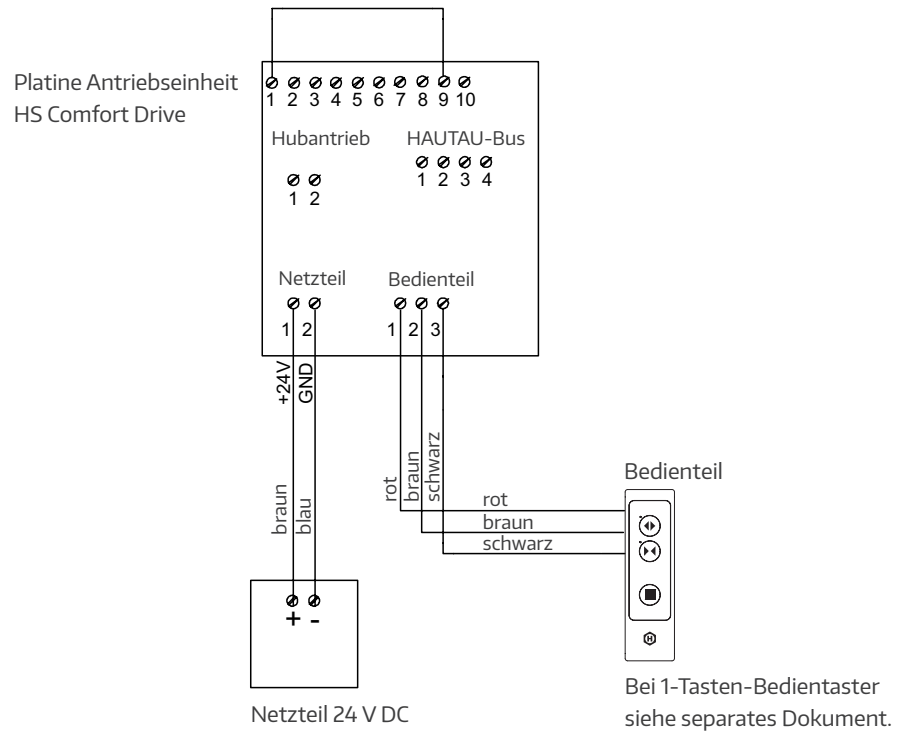 Platine Antriebseinheit
HS Comfort Drive
1 2 3 4 5 6 7 8 9 10
Hubantrieb
1 2
HAUTAU-Bus
1 2 3 4
Netzteil
1 2
Bedienteil
1 2 3
+24V
GND
braun
blau
rot
braun
schwarz
rot
braun
schwarz
Bedienteil
H
+ -
Netzteil 24 V DC
Bei 1-Tasten-Bedientaster
siehe separates Dokument.